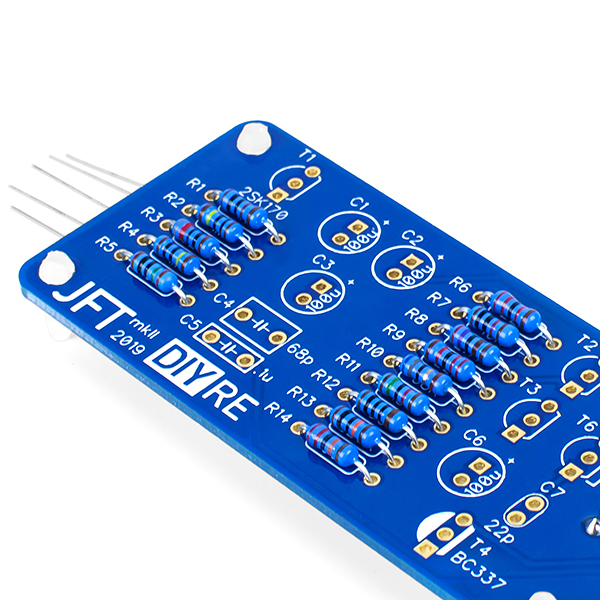 T1
2SK170
R1
R2
R3
R4
R5
C1
100u
C2
100u
C3
100u
C4
68p
C5
.1u
JFT mkII
2019
DIYRE
R6
R7
R8
R9
R10
R11
R12
R13
R14
T2
T3
T6
C6
100u
C7
22p
T4
BC337